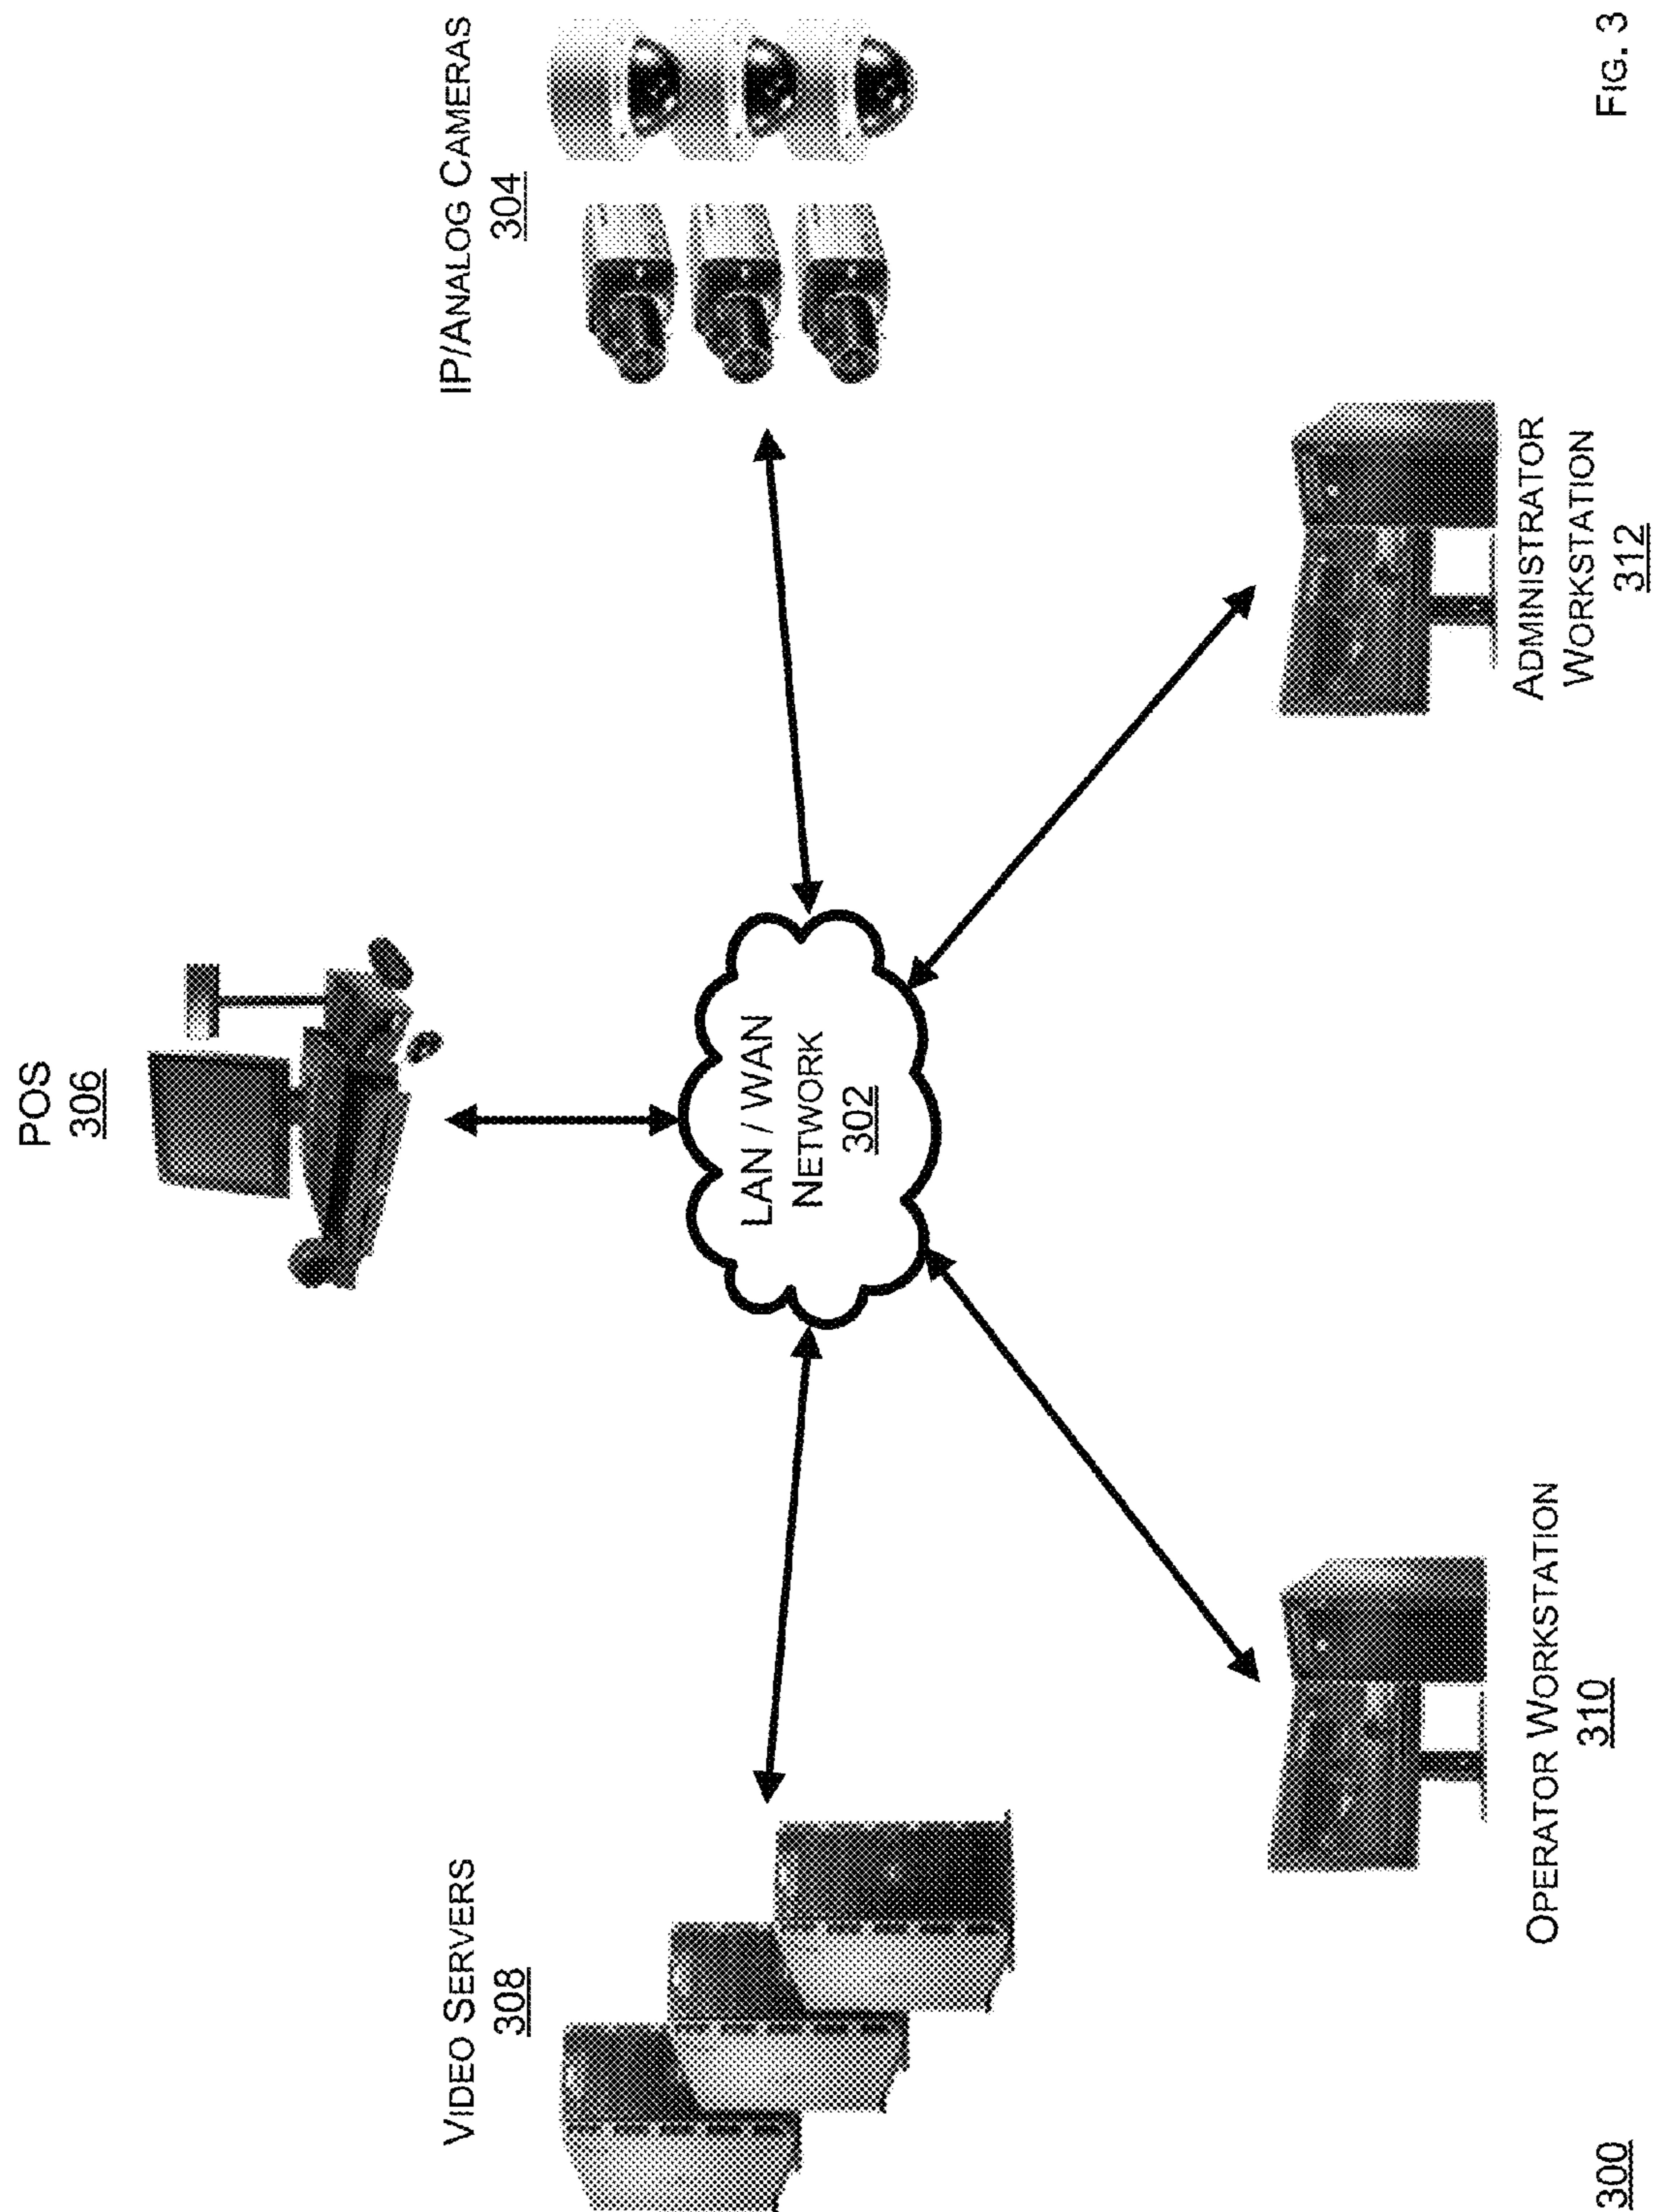 POS
306
VIDEO SERVERS
308
IP/ANALOG CAMERAS
304
LAN / WAN
NETWORK
302
OPERATOR WORKSTATION
310
ADMINISTRATOR
WORKSTATION
312
300
FIG. 3